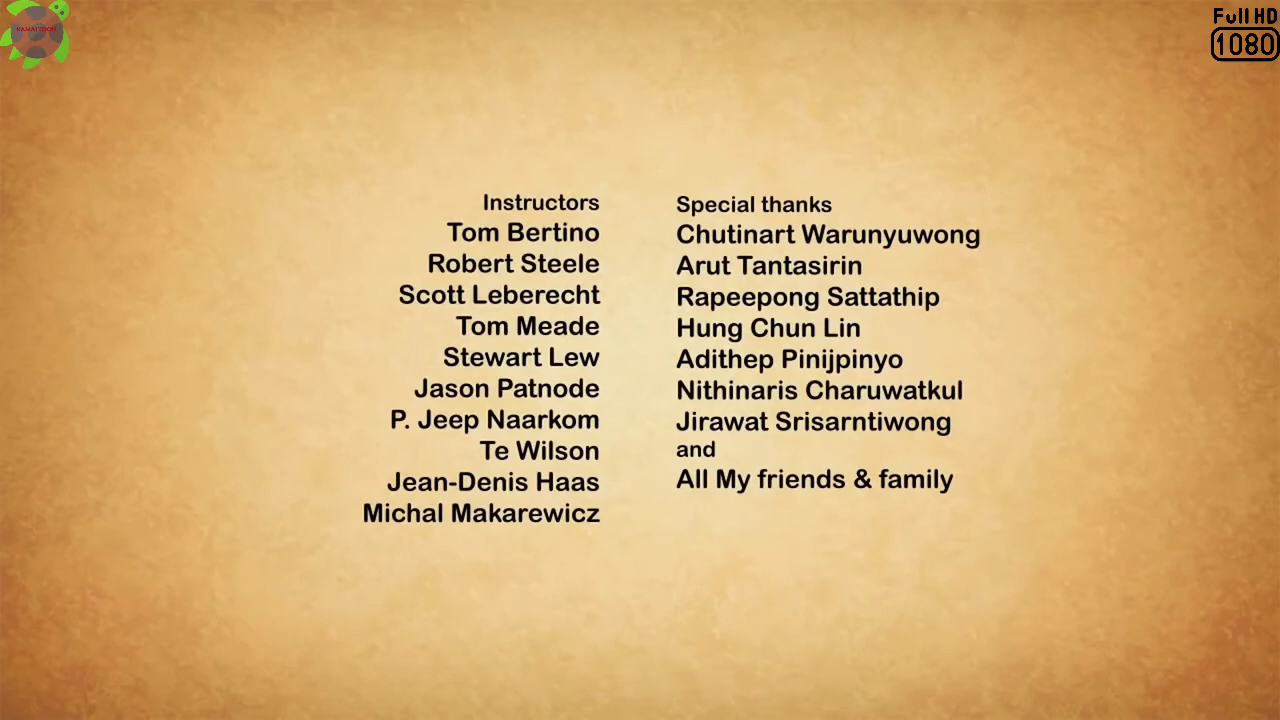 Full HD
1080
Instructors
Tom Bertino
Robert Steele
Scott Leberecht
Tom Meade
Stewart Lew
Jason Patnode
P. Jeep Naarkom
Te Wilson
Jean-Denis Haas
Michal Makarewicz
Special thanks
Chutinart Warunyuwong
Arut Tantasirin
Rapeepong Sattathip
Hung Chun Lin
Adithep Pinijpinyo
Nithinaris Charuwatkul
Jirawat Srisarntiwong
and
All My friends & family